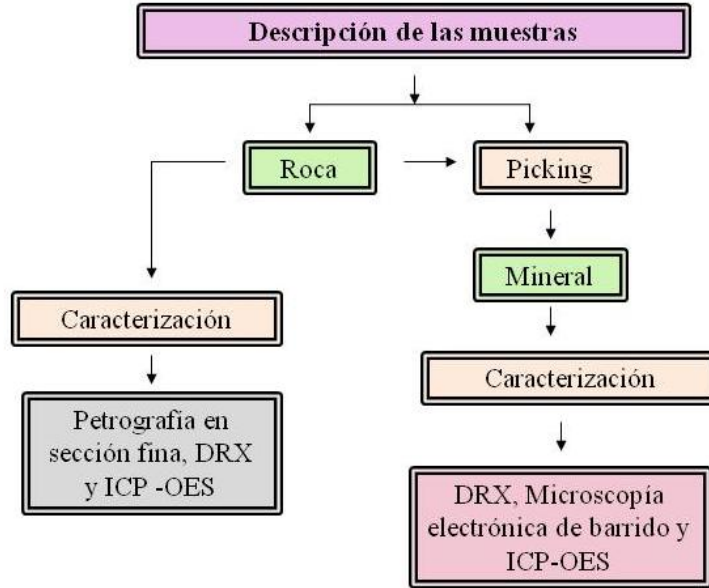 Descripción de las muestras
Roca
Picking
Mineral
Caracterización
Caracterización
Petrografía en
sección fina, DRX
y ICP -OES
DRX, Microscopía
electrónica de barrido y
ICP-OES